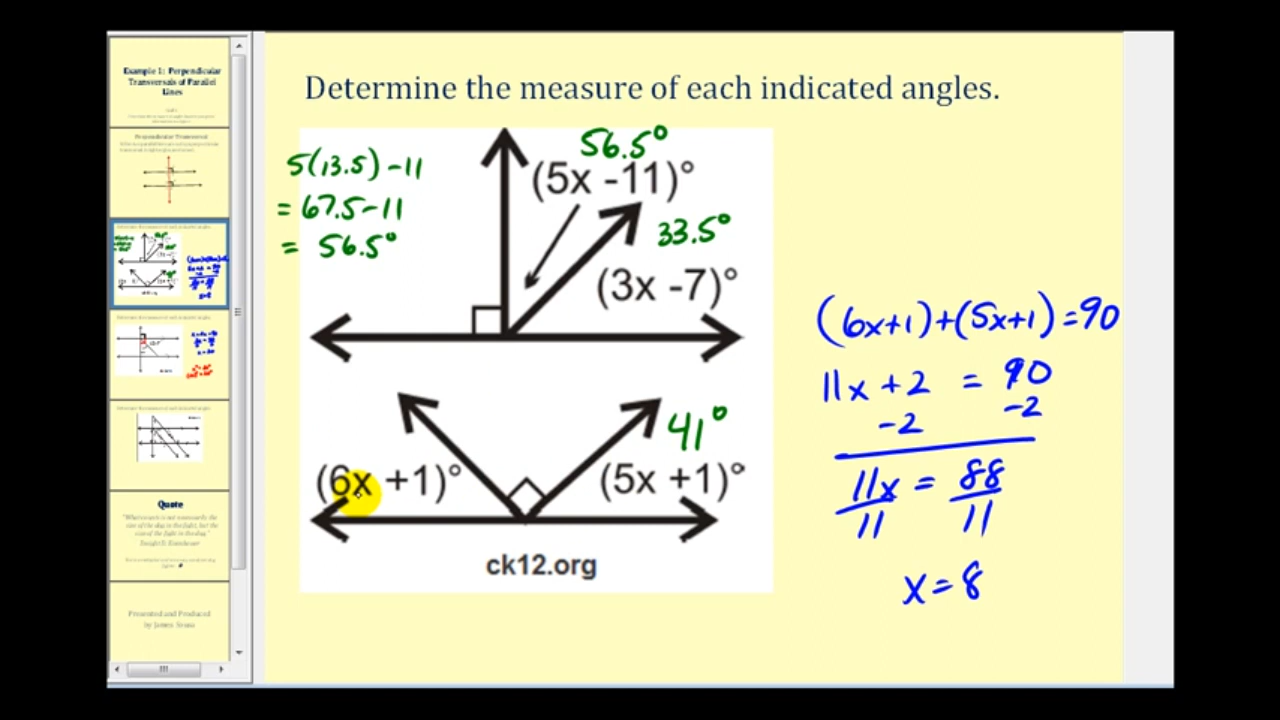 Example 1: Perpendicular
Transversals of Parallel
Lines
Perpendicular Transversal
Quote
Dwight D. Eisenhower
Presented and Produced
by James Sousa
Determine the measure of each indicated angles.
5(13.5) -11
= 67.5-11
= 56.5°
56.5°
(5x -11)°
33.5°
(3x -7)°
41°
(6x +1)°
(5x +1)°
ck12.org
(6x+1)+(5x+1)=90
11x + 2 = 90
-2 -2
11x = 88
11 11
x=8